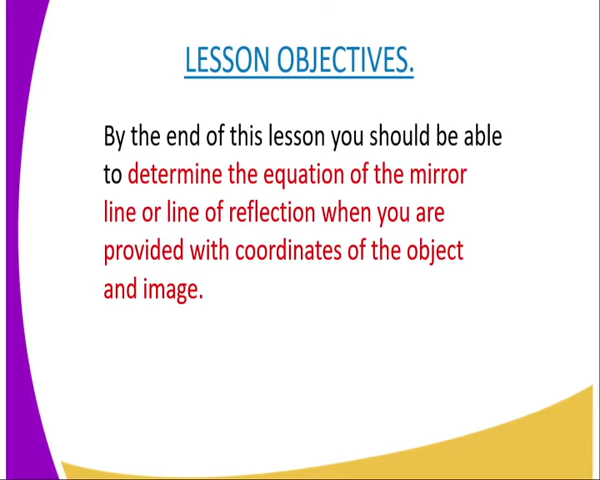 LESSON OBJECTIVES.
By the end of this lesson you should be able
to determine the equation of the mirror
line or line of reflection when you are
provided with coordinates of the object
and image.